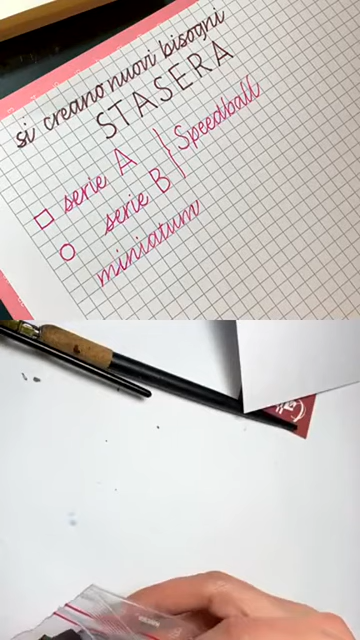 si creano nuovi bisogni
STASERA
serie A
Speedball
serie B
miniatum